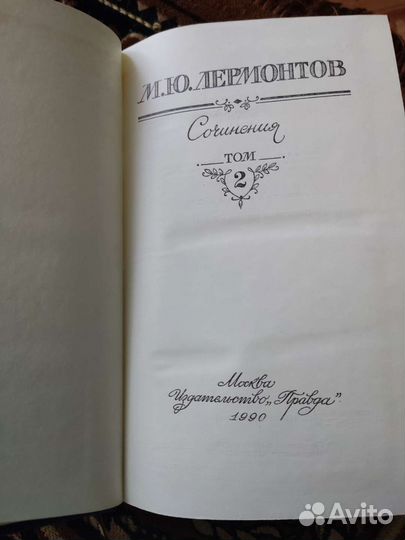 М.Ю.ЛЕРМОНТОВ
Сочинения
ТОМ
2
Москва
Издательство „Правда"
1990
Avito